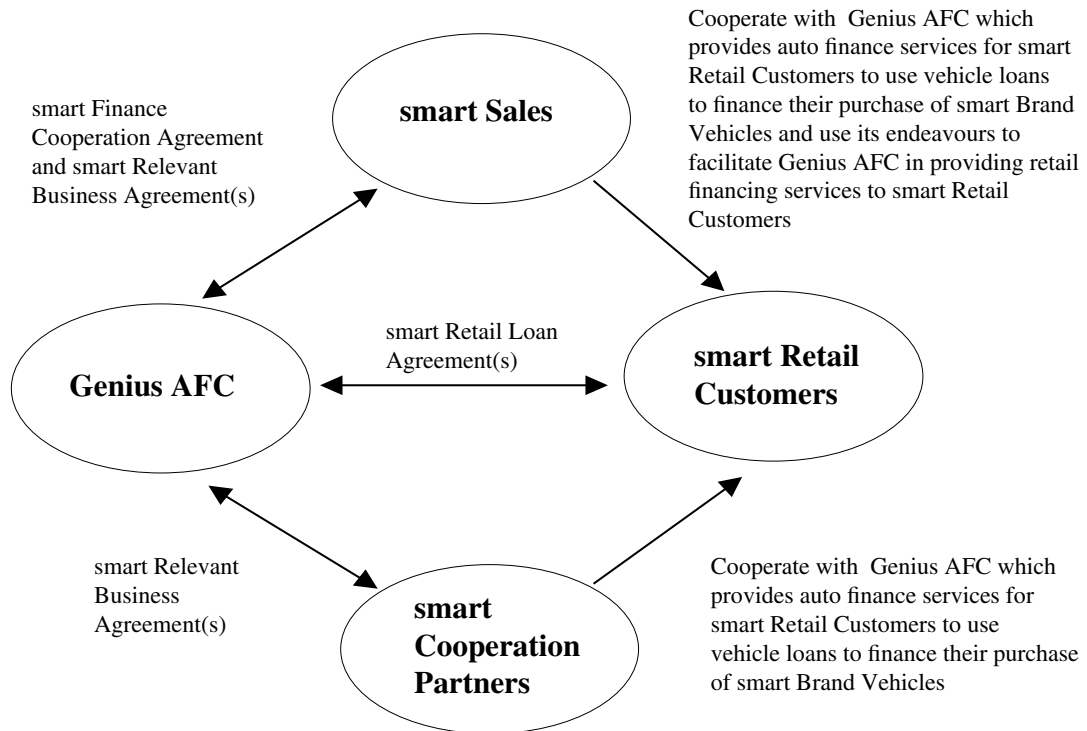 Cooperate with Genius AFC which
provides auto finance services for smart
Retail Customers to use vehicle loans
to finance their purchase of smart Brand
Vehicles and use its endeavours to
facilitate Genius AFC in providing retail
financing services to smart Retail
Customers
smart Sales
smart Finance
Cooperation Agreement
and smart Relevant
Business Agreement(s)
smart Retail Loan
Agreement(s)
Genius AFC
smart Retail
Customers
smart Relevant
Business
Agreement(s)
smart
Cooperation
Partners
Cooperate with Genius AFC which
provides auto finance services for
smart Retail Customers to use
vehicle loans to finance their purchase
of smart Brand Vehicles